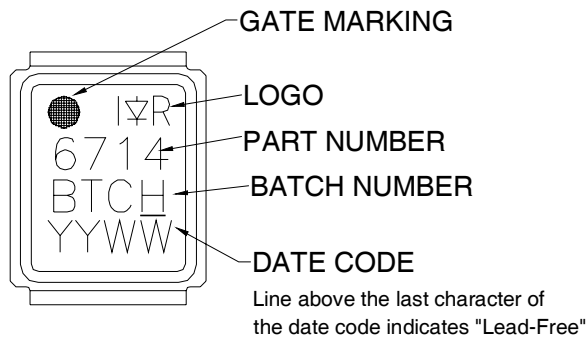 GATE MARKING
I R
LOGO
6714
PART NUMBER
BTCH
BATCH NUMBER
YYWW
DATE CODE
Line above the last character of
the date code indicates "Lead-Free"